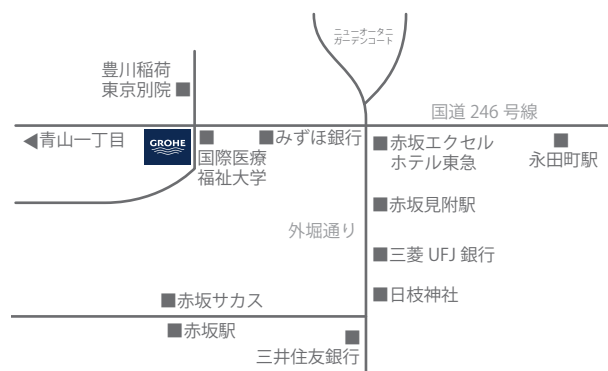 ニューオータニ
ガーデンコート
豊川稲荷
東京別院
国道 246 号線
青山一丁目
GROHE
みずほ銀行
国際医療
福祉大学
赤坂エクセル
ホテル東急
永田町駅
赤坂見附駅
外堀通り
三菱 UFJ 銀行
日枝神社
赤坂サカス
赤坂駅
三井住友銀行